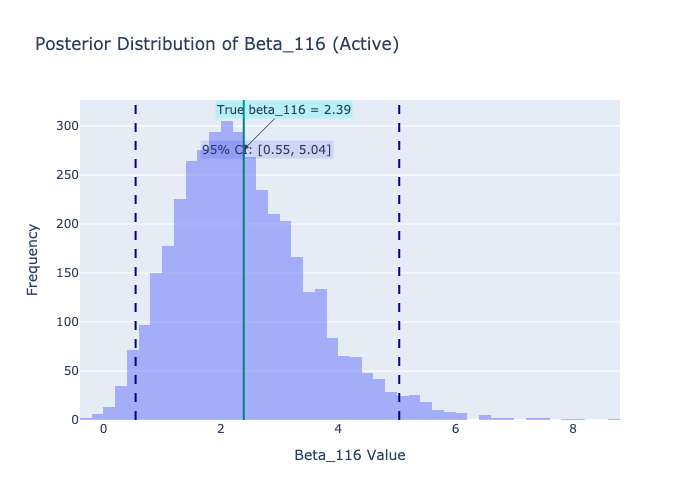 Posterior Distribution of Beta_116 (Active)
True beta_116 = 2.39
95% CI: [0.55, 5.04]
300
250
200
150
100
50
0
Frequency
0 2 4 6 8
Beta_116 Value